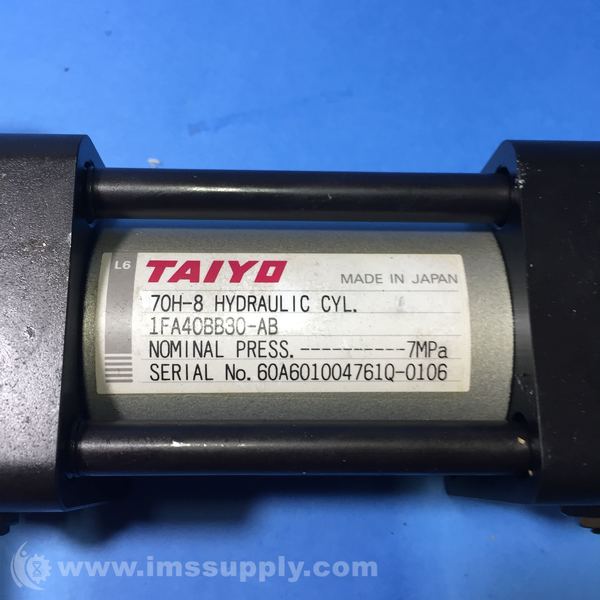 L6 TAIYO MADE IN JAPAN
70H-8 HYDRAULIC CYL.
1FA40BB30-AB
NOMINAL PRESS.----------7MPa
SERIAL No. 60A601004761Q-0106
www.imssupply.com